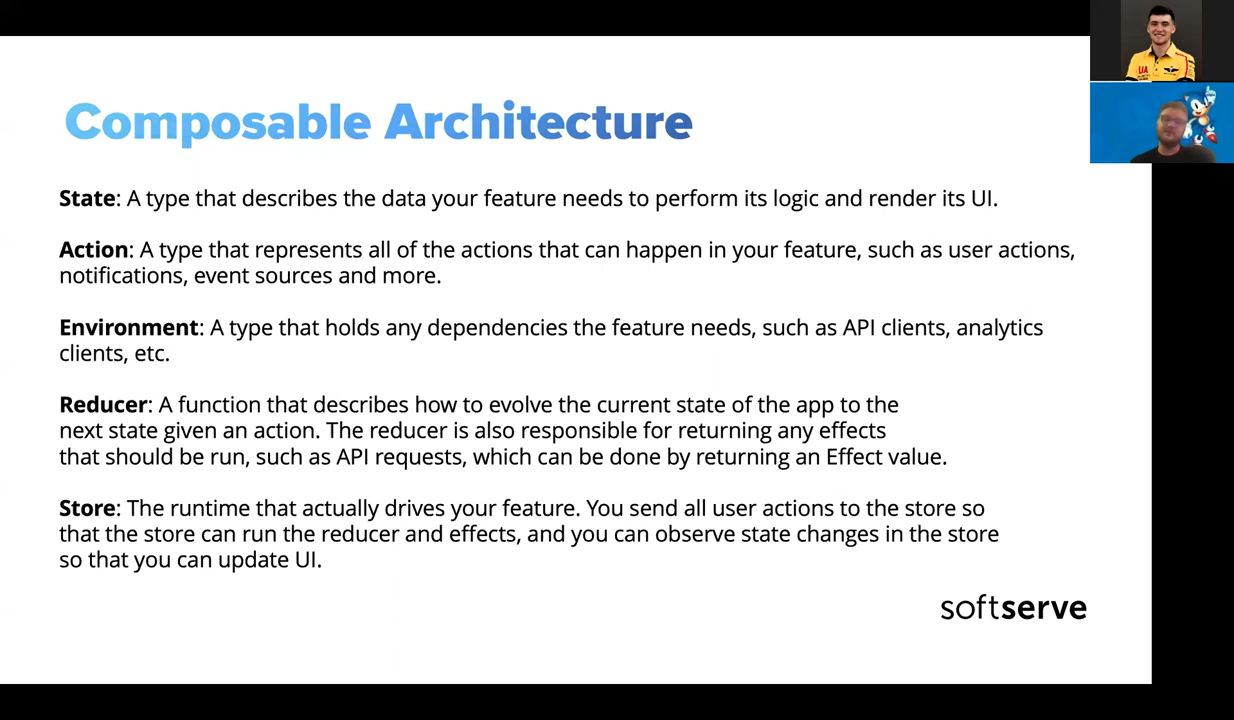 Composable Architecture
State: A type that describes the data your feature needs to perform its logic and render its UI.
Action: A type that represents all of the actions that can happen in your feature, such as user actions,
notifications, event sources and more.
Environment: A type that holds any dependencies the feature needs, such as API clients, analytics
clients, etc.
Reducer: A function that describes how to evolve the current state of the app to the
next state given an action. The reducer is also responsible for returning any effects
that should be run, such as API requests, which can be done by returning an Effect value.
Store: The runtime that actually drives your feature. You send all user actions to the store so
that the store can run the reducer and effects, and you can observe state changes in the store
so that you can update UI.
softserve
UA